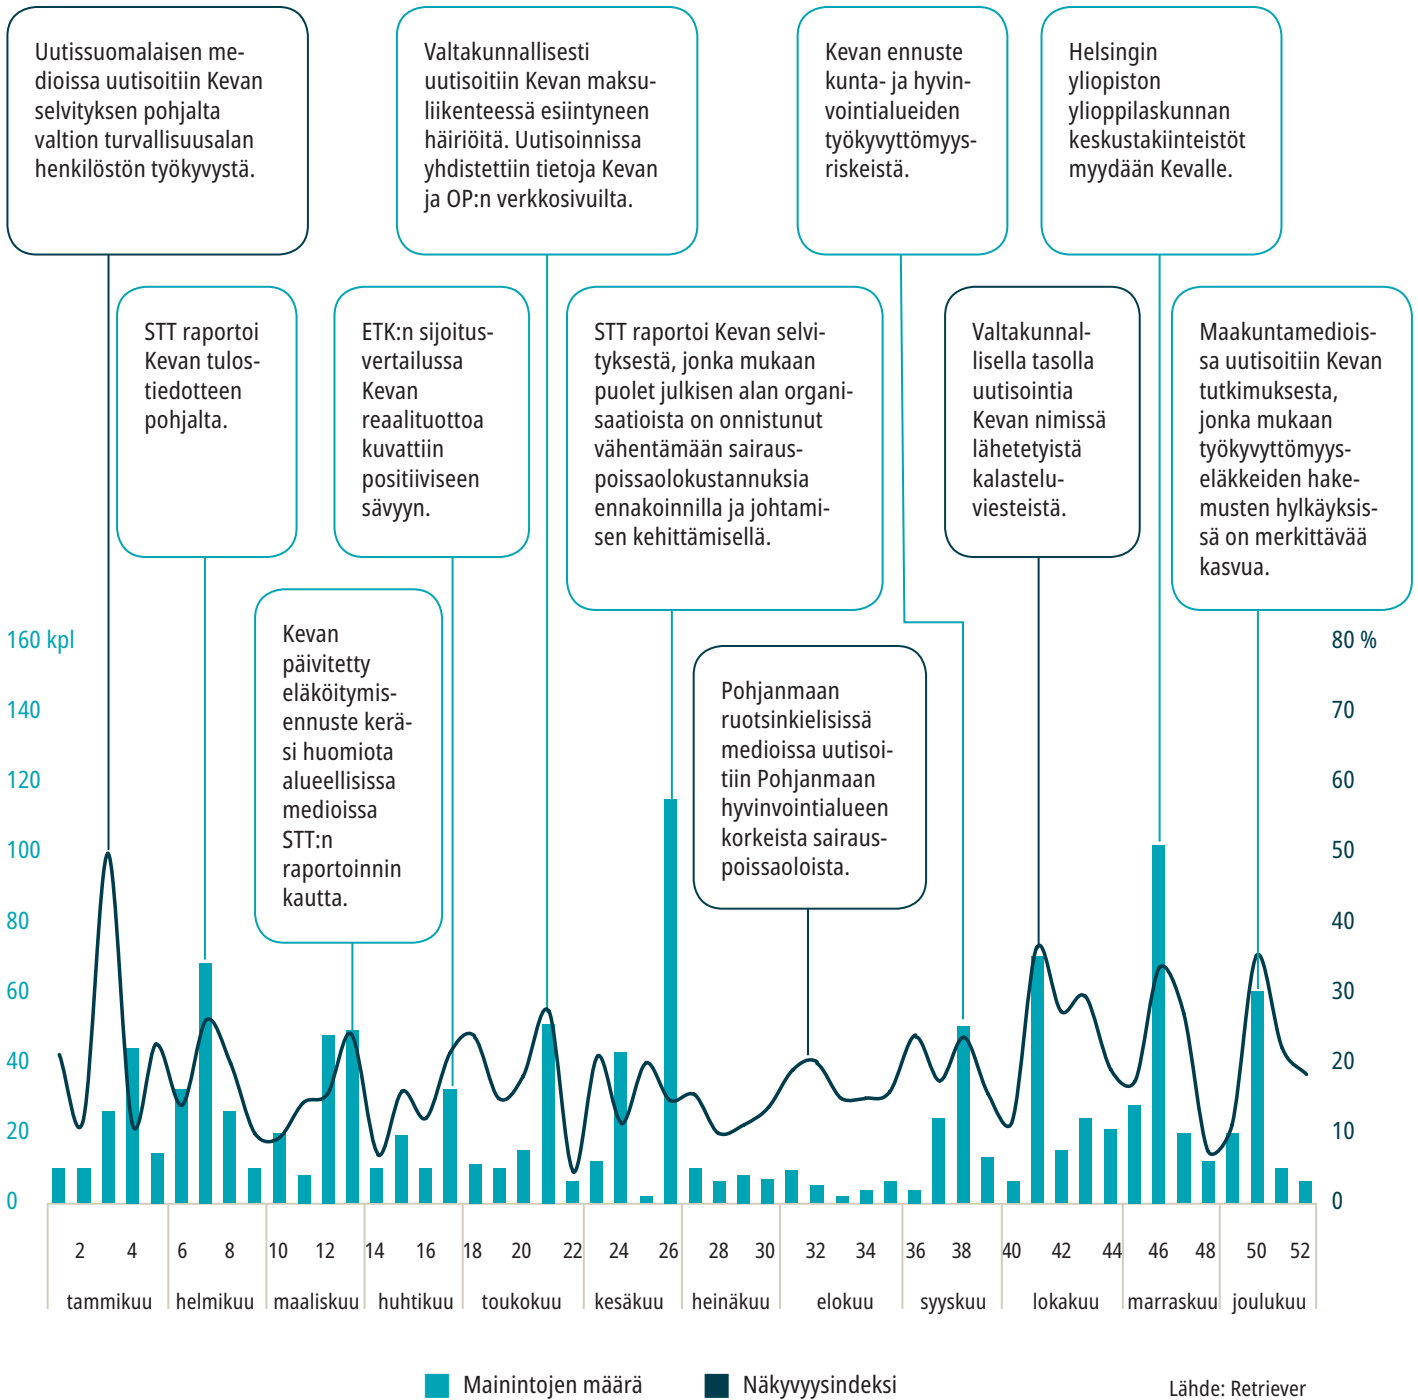 Uutissuomalaisen me-
dioissa uutisoitiin Kevan
selvityksen pohjalta
valtion turvallisuusalan
henkilöstön työkyvystä.
Valtakunnallisesti
uutisoitiin Kevan maksu-
liikenteessä esiintyneen
häiriöitä. Uutisoinnissa
yhdistettiin tietoja Kevan
ja OP:n verkkosivuilta.
Kevan ennuste
kunta- ja hyvin-
vointialueiden
työkyvyttömyys-
riskeistä.
Helsingin
yliopiston
ylioppilaskunnan
keskustakiinteistöt
myydään Kevalle.
STT raportoi
Kevan tulos-
tiedotteen
pohjalta.
ETK:n sijoitus-
vertailussa
Kevan
reaalituottoa
kuvattiin
positiiviseen
sävyyn.
STT raportoi Kevan selvi-
tyksestä, jonka mukaan
puolet julkisen alan organi-
saatioista on onnistunut
vähentämään sairaus-
poissaolokustannuksia
ennakoinnilla ja johtami-
sen kehittämisellä.
Valtakunnal-
lisella tasolla
uutisointia
Kevan nimissä
lähetetyistä
kalastelu-
viesteistä.
Maakuntamediois-
sa uutisoitiin Kevan
tutkimuksesta,
jonka mukaan
työkyvyttömyys-
eläkkeiden hake-
musten hylkäyksis-
sä on merkittävää
kasvua.
Kevan
päivitetty
eläköitymis-
ennuste kerä-
si huomiota
alueellisissa
medioissa
STT:n
raportoinnin
kautta.
Pohjanmaan
ruotsinkielisissä
medioissa uutisoi-
tiin Pohjanmaan
hyvinvointialueen
korkeista sairaus-
poissaoloista.
160 kpl
140
120
100
80
60
40
20
0
80 %
70
60
50
40
30
20
10
0
2 4 6 8 10 12 14 16 18 20 22 24 26 28 30 32 34 36 38 40 42 44 46 48 50 52
tammikuu helmikuu maaliskuu huhtikuu toukokuu kesäkuu heinäkuu elokuu syyskuu lokakuu marraskuu joulukuu
Mainintojen määrä Näkyvyysindeksi
Lähde: Retriever